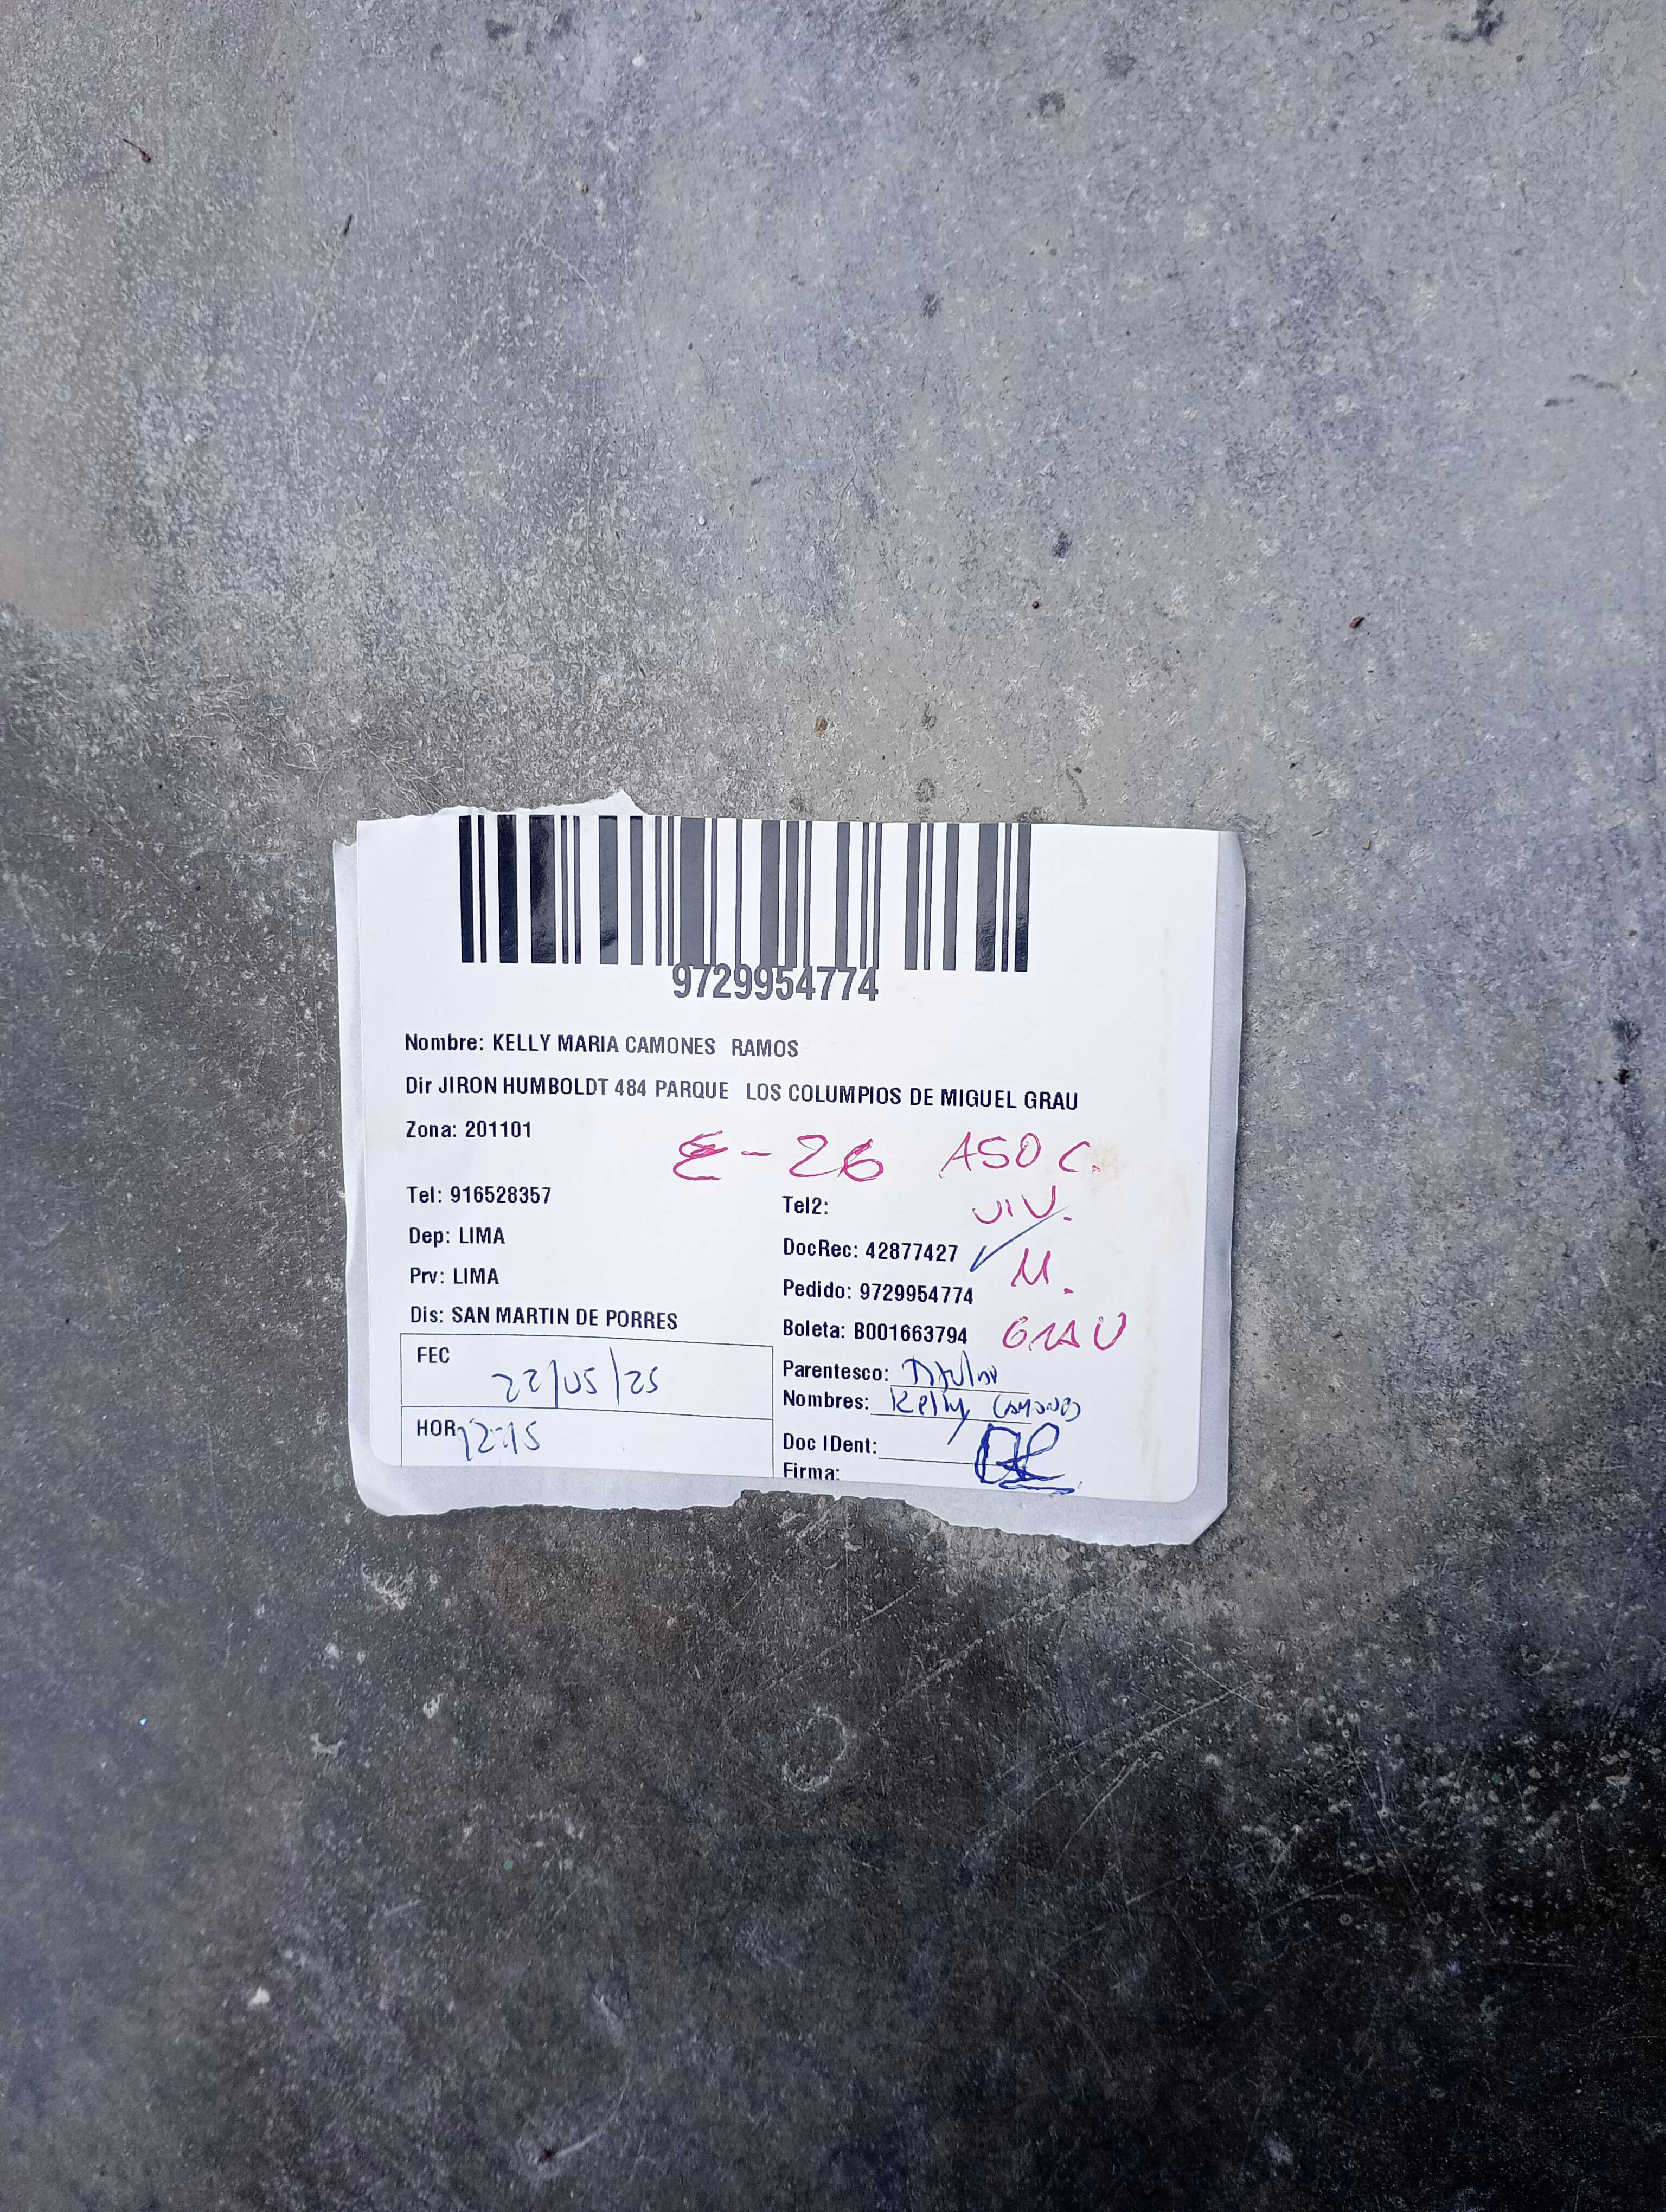 9729954774
Nombre: KELLY MARIA CAMONES RAMOS
Dir JIRON HUMBOLDT 484 PARQUE LOS COLUMPIOS DE MIGUEL GRAU
Zona: 201101
E-26 ASOC.
VIV.
M.
GRAU
Tel: 916528357
Dep: LIMA
Prv: LIMA
Dis: SAN MARTIN DE PORRES
FEC 22/05/25
HOR 12:15
Tel2:
DocRec: 42877427
Pedido: 9729954774
Boleta: B001663794
Parentesco: Titular
Nombres: Kelly Camones
Doc IDent:
Firma: